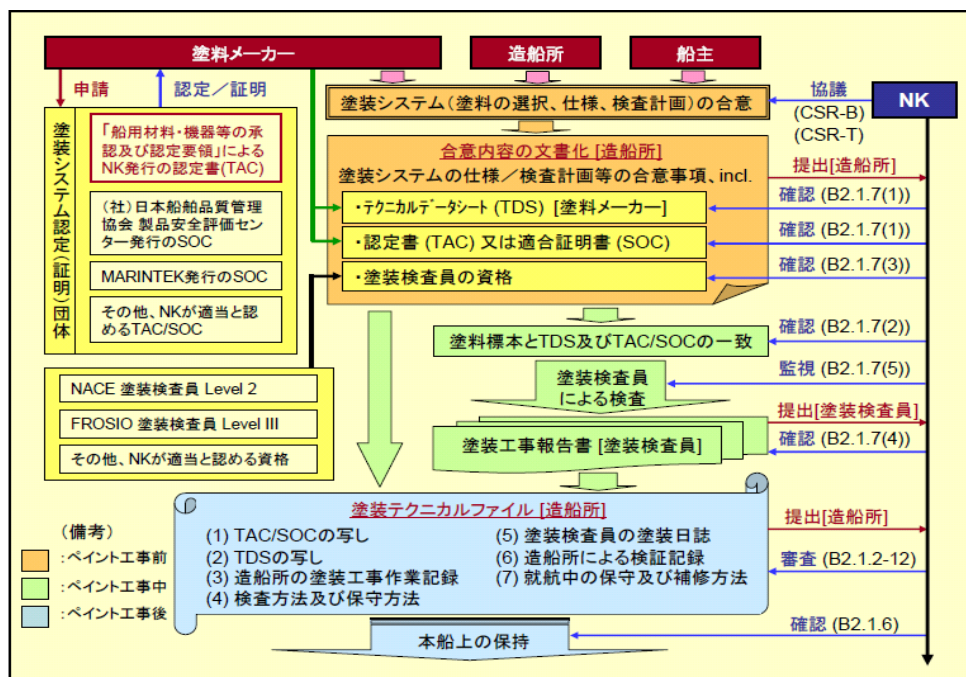 塗料メーカー
造船所
船主
申請
認定／証明
協議
(CSR-B)
(CSR-T)
NK
塗装システム（塗料の選択、仕様、検査計画）の合意
塗装システム認定（証明）団体
「船用材料・機器等の承
認及び認定要領」による
NK発行の認定書(TAC)
（社）日本船舶品質管理
協会 製品安全評価セン
ター発行のSOC
MARINTEK発行のSOC
その他、NKが適当と認
めるTAC/SOC
合意内容の文書化 [造船所]
塗装システムの仕様／検査計画等の合意事項、incl.
・テクニカルデータシート (TDS) [塗料メーカー]
・認定書 (TAC) 又は適合証明書 (SOC)
・塗装検査員の資格
提出[造船所]
確認 (B2.1.7(1))
確認 (B2.1.7(1))
確認 (B2.1.7(3))
NACE 塗装検査員 Level 2
FROSIO 塗装検査員 Level III
その他、NKが適当と認める資格
塗料標本とTDS及びTAC/SOCの一致
確認 (B2.1.7(2))
塗装検査員
による検査
監視 (B2.1.7(5))
提出[塗装検査員]
塗装工事報告書 [塗装検査員]
確認 (B2.1.7(4))
塗装テクニカルファイル [造船所]
(1) TAC/SOCの写し
(2) TDSの写し
(3) 造船所の塗装工事作業記録
(4) 検査方法及び保守方法
(5) 塗装検査員の塗装日誌
(6) 造船所による検証記録
(7) 就航中の保守及び補修方法
提出[造船所]
審査 (B2.1.2-12)
（備考）
：ペイント工事前
：ペイント工事中
：ペイント工事後
本船上の保持
確認 (B2.1.6)